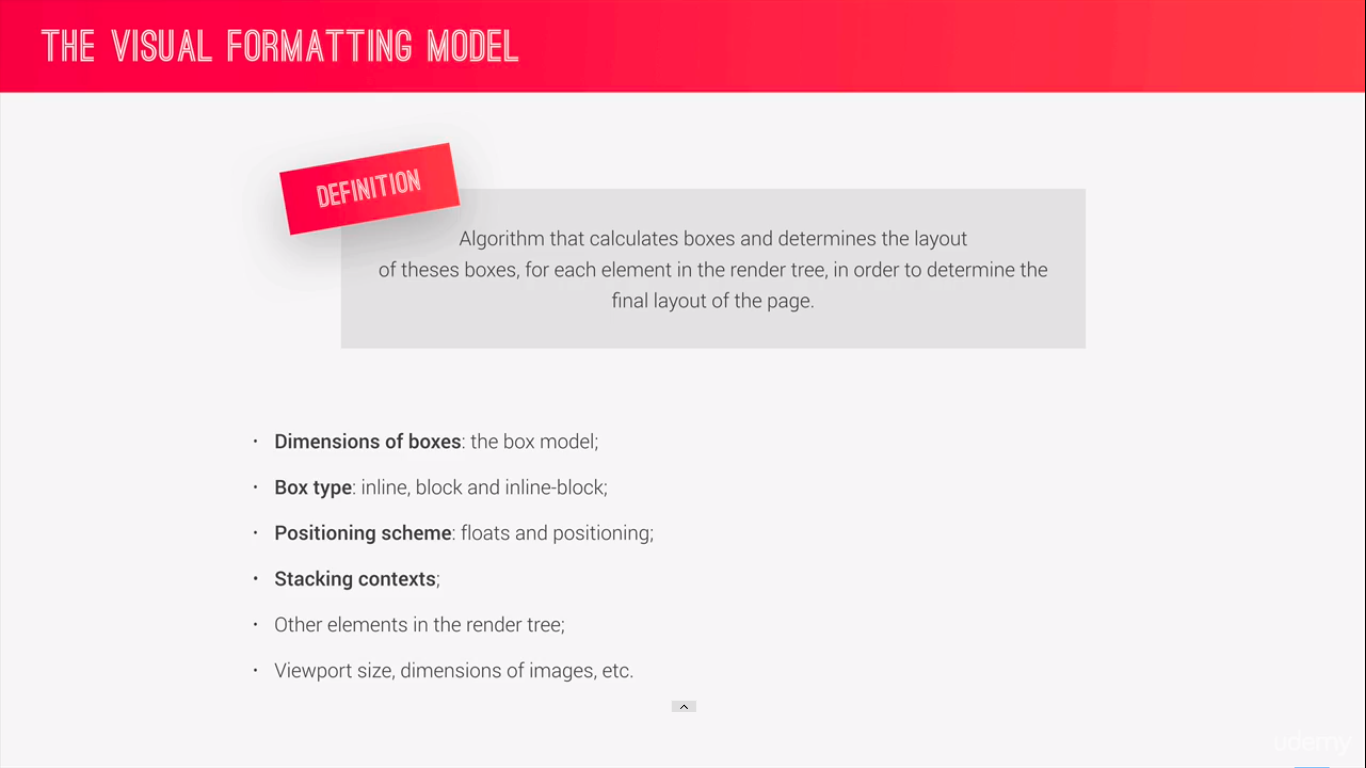 THE VISUAL FORMATTING MODEL
DEFINITION
Algorithm that calculates boxes and determines the layout
of theses boxes, for each element in the render tree, in order to determine the
final layout of the page.
· Dimensions of boxes: the box model;
· Box type: inline, block and inline-block;
· Positioning scheme: floats and positioning;
· Stacking contexts;
· Other elements in the render tree;
· Viewport size, dimensions of images, etc.
udemy